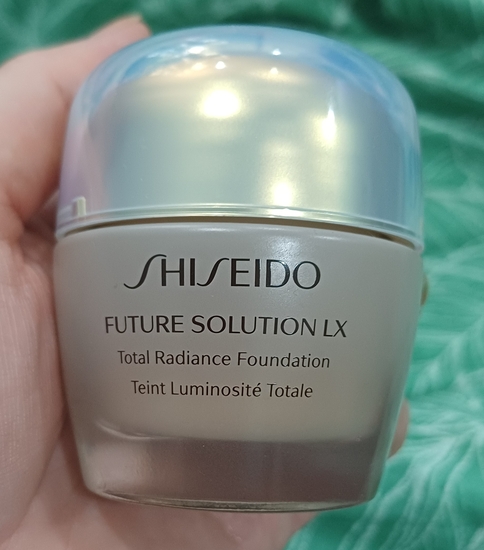 SHISEIDO
FUTURE SOLUTION LX
Total Radiance Foundation
Teint Luminosité Totale